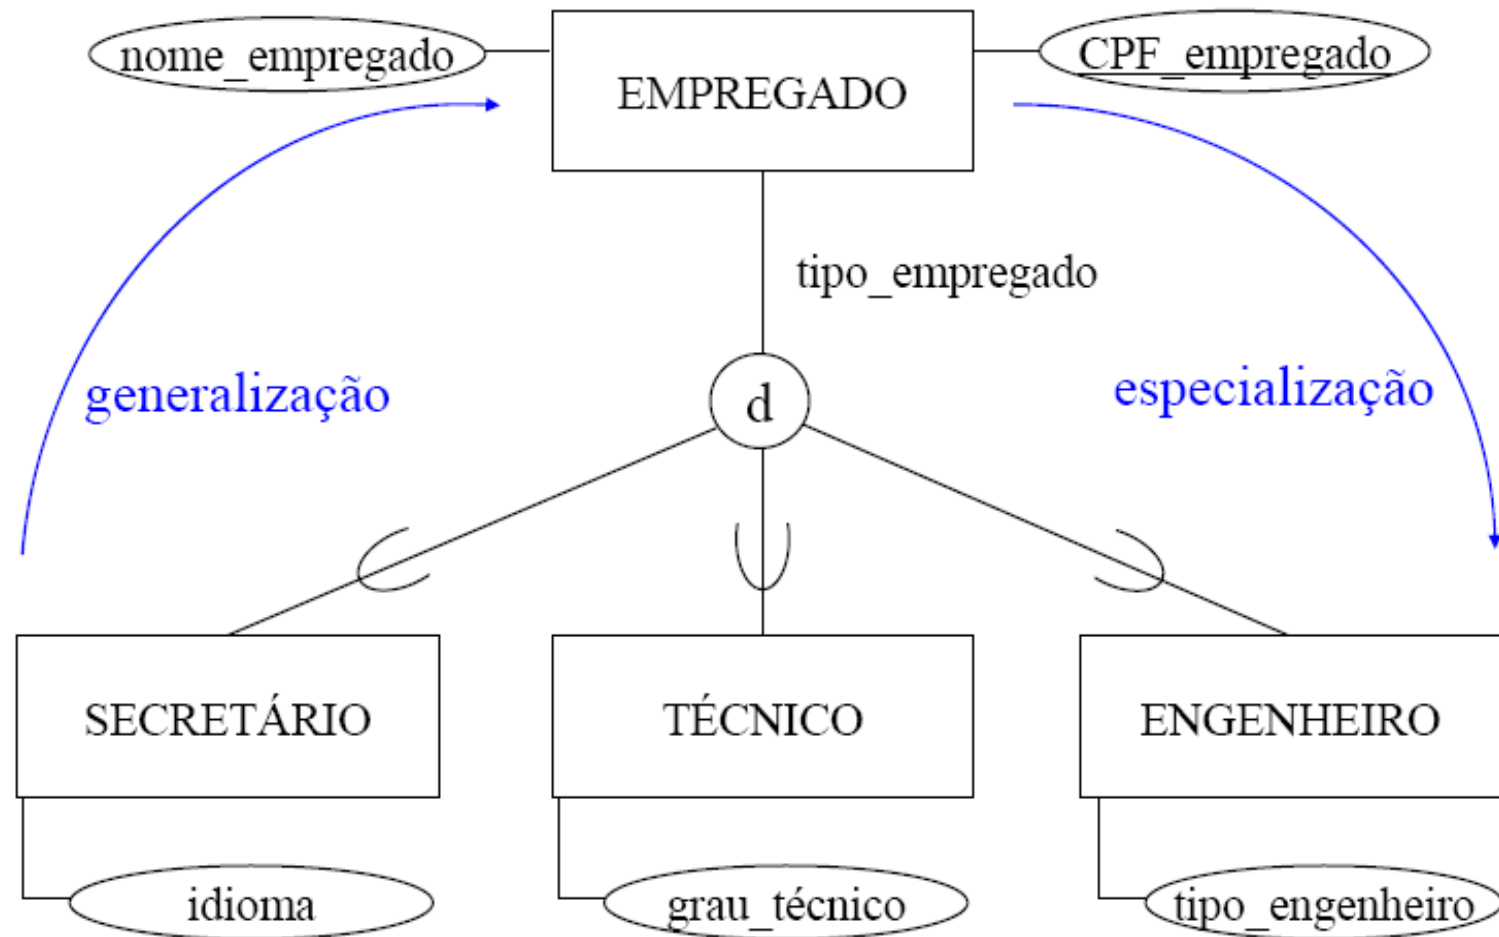 nome_empregado
CPF_empregado
EMPREGADO
tipo_empregado
generalização
d
especialização
SECRETÁRIO
TÉCNICO
ENGENHEIRO
idioma
grau_técnico
tipo_engenheiro